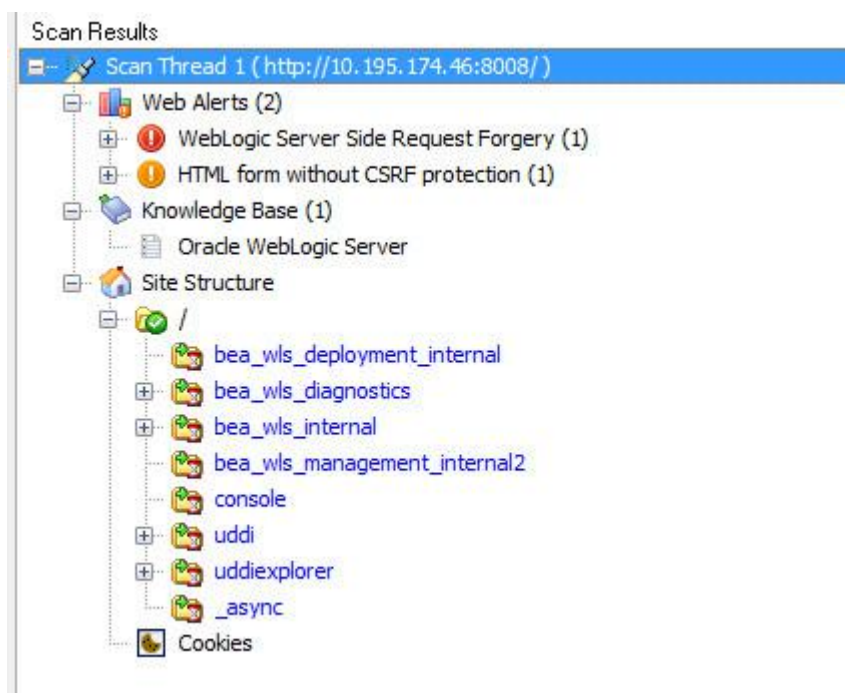 Scan Results
Scan Thread 1 ( http://10.195.174.46:8008/ )
Web Alerts (2)
WebLogic Server Side Request Forgery (1)
HTML form without CSRF protection (1)
Knowledge Base (1)
Oracle WebLogic Server
Site Structure
/
bea_wls_deployment_internal
bea_wls_diagnostics
bea_wls_internal
bea_wls_management_internal2
console
uddi
uddiexplorer
_async
Cookies